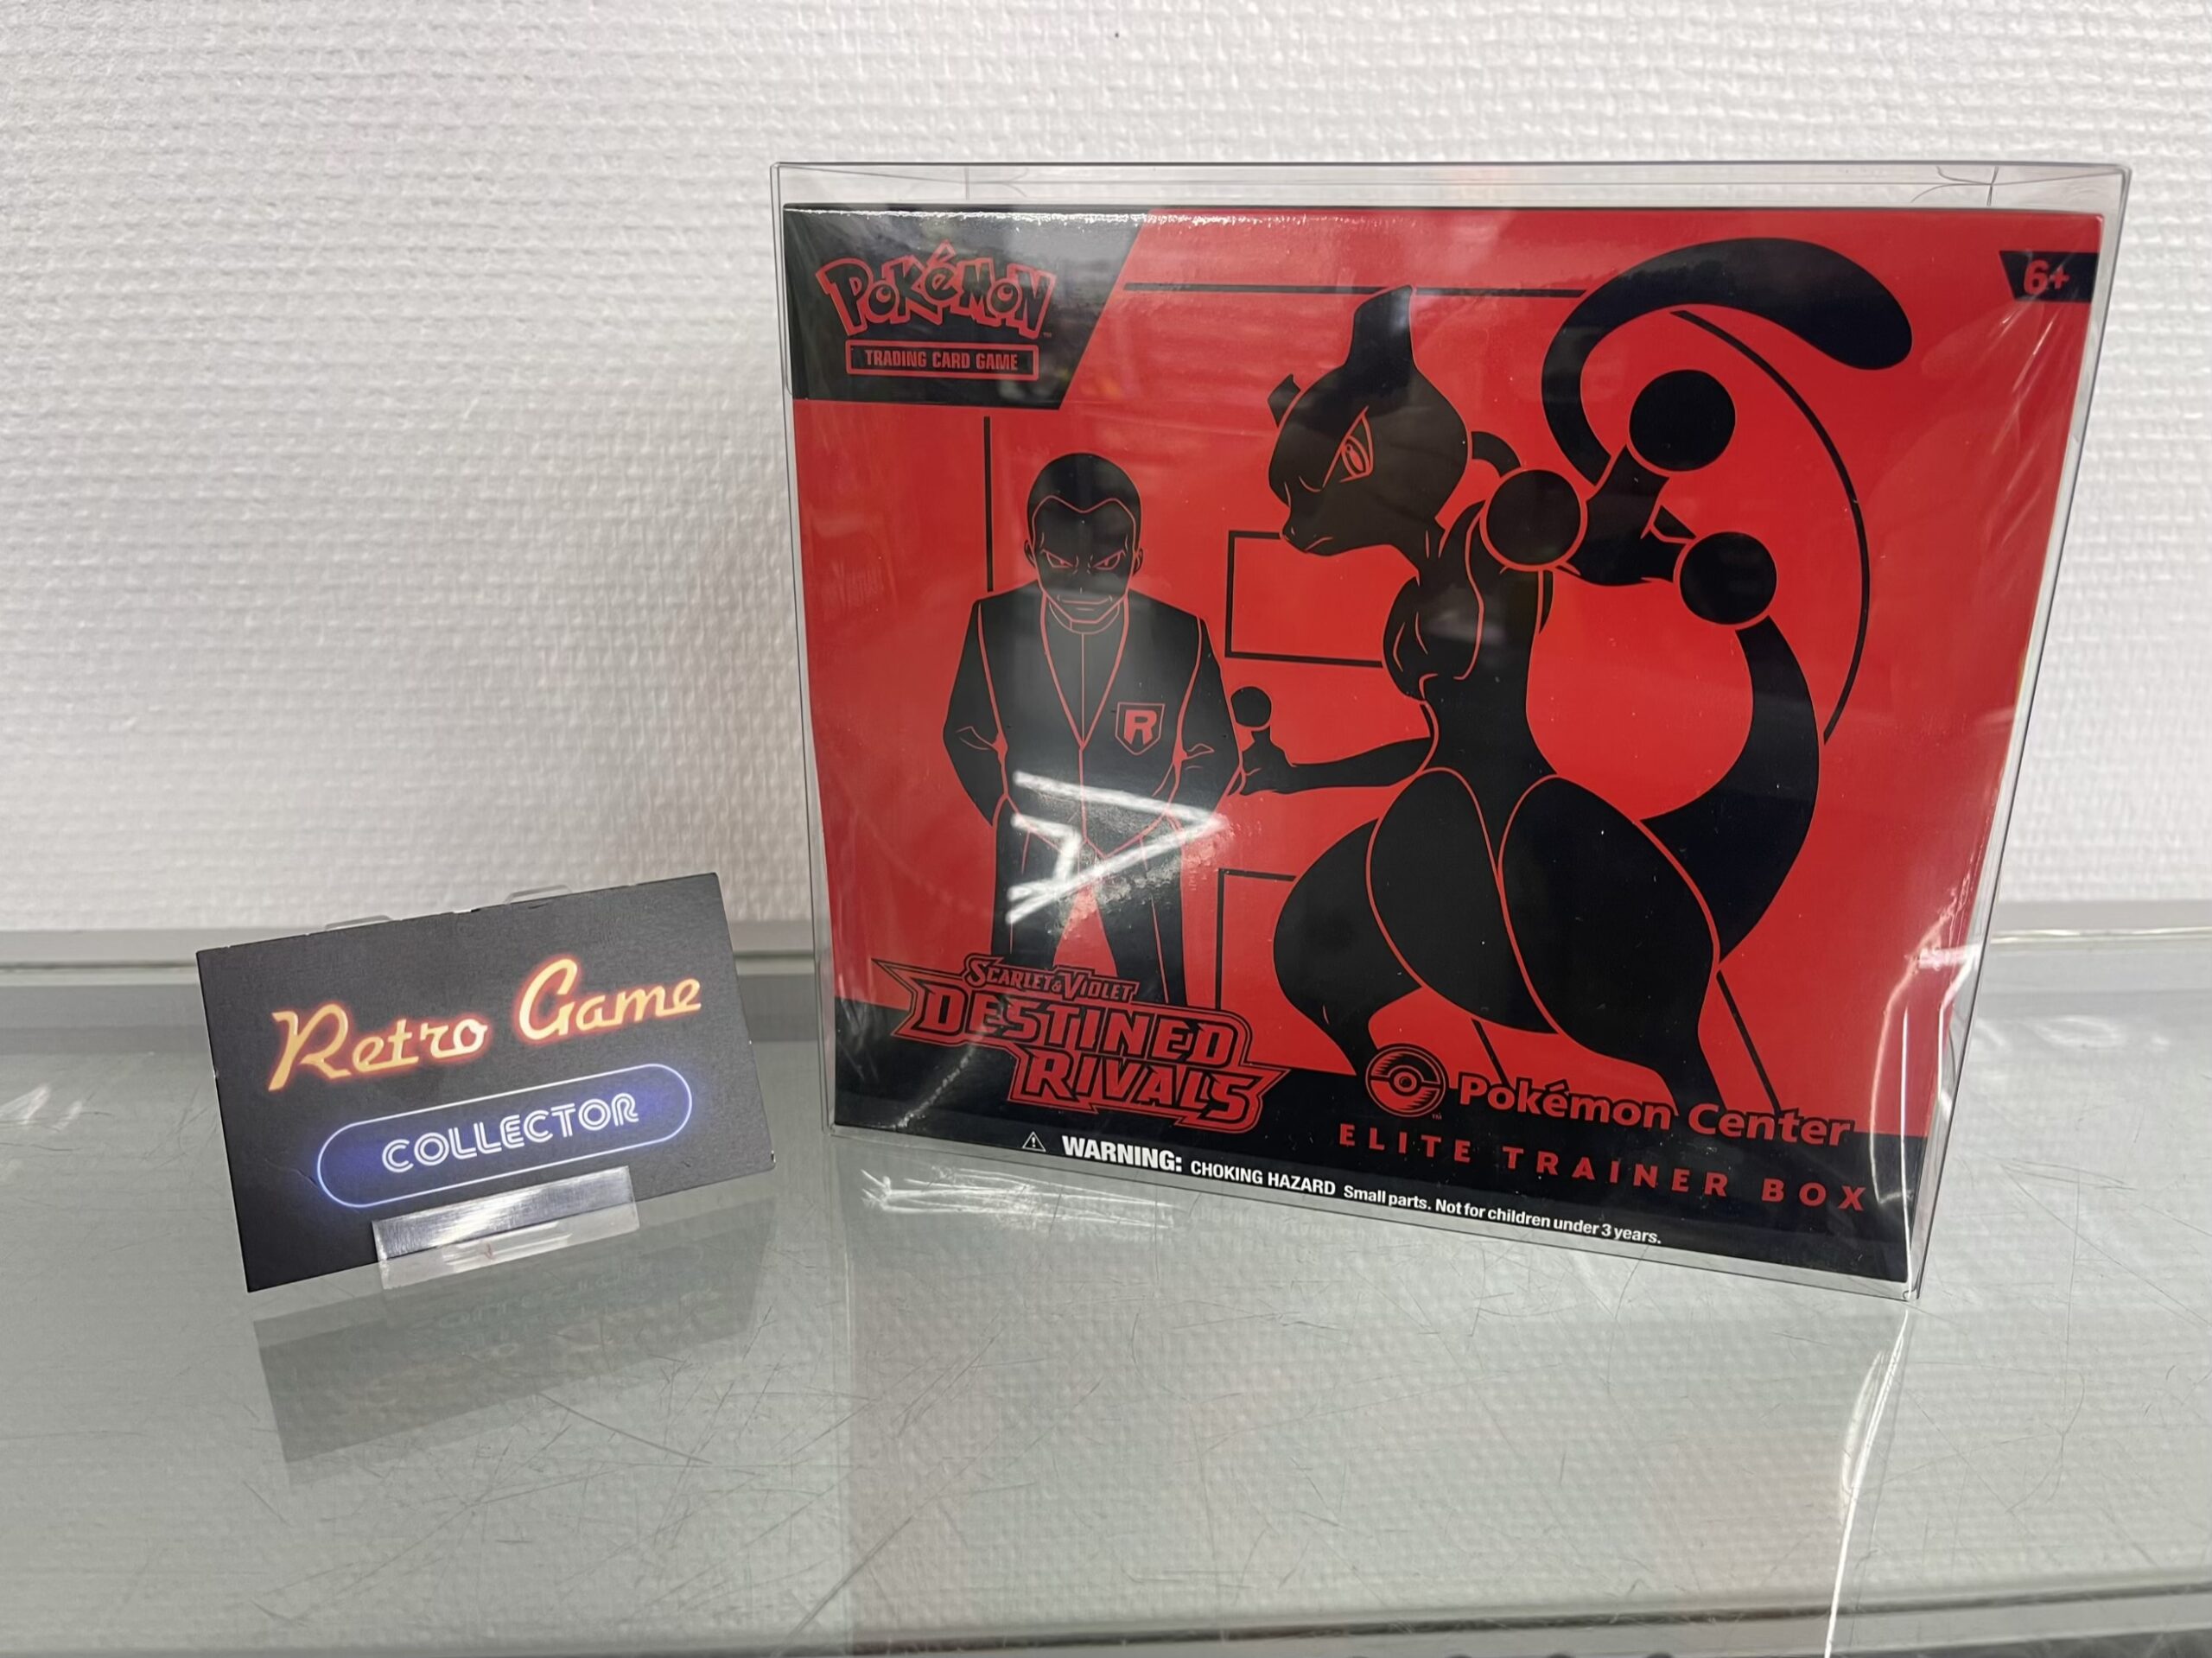 Pokémon
TRADING CARD GAME
6+
R
SCARLET & VIOLET
DESTINED
RIVALS
Pokémon Center
ELITE TRAINER BOX
WARNING: CHOKING HAZARD Small parts. Not for children under 3 years.
Retro Game
COLLECTOR